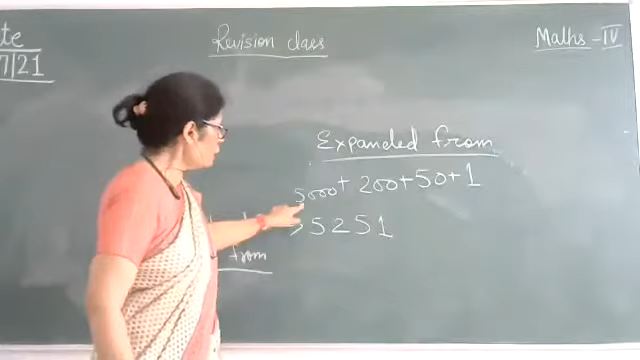 te
7|21
Revision class
Maths - IV
Expanded from
5000 + 200 + 50 + 1
> 5251
from